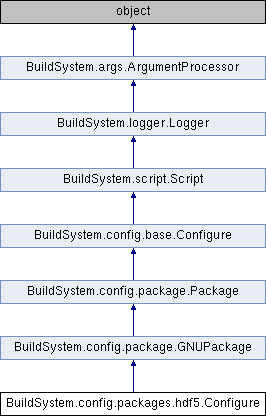 object
BuildSystem.args.ArgumentProcessor
BuildSystem.logger.Logger
BuildSystem.script.Script
BuildSystem.config.base.Configure
BuildSystem.config.package.Package
BuildSystem.config.package.GNUPackage
BuildSystem.config.packages.hdf5.Configure